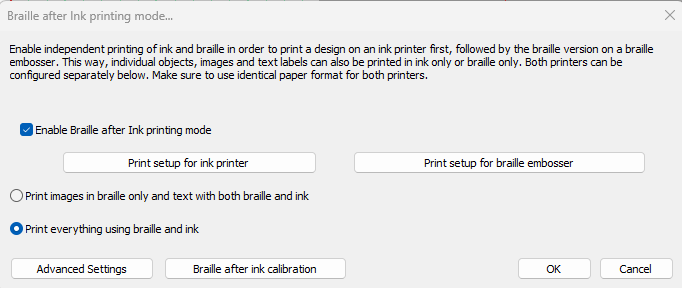 Braille after Ink printing mode...
Enable independent printing of ink and braille in order to print a design on an ink printer first, followed by the braille version on a braille
embosser. This way, individual objects, images and text labels can also be printed in ink only or braille only. Both printers can be
configured separately below. Make sure to use identical paper format for both printers.
Enable Braille after Ink printing mode
Print setup for ink printer
Print setup for braille embosser
Print images in braille only and text with both braille and ink
Print everything using braille and ink
Advanced Settings
Braille after ink calibration
OK
Cancel